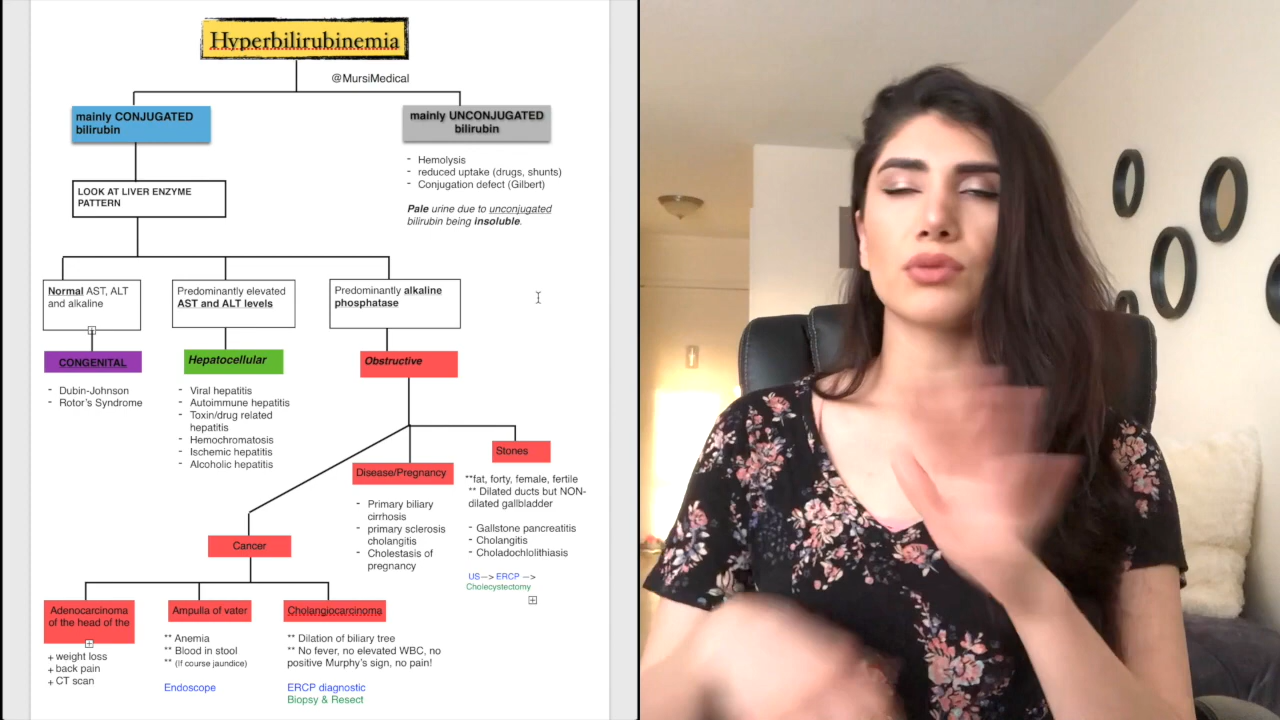 Hyperbilirubinemia
@MursiMedical
mainly CONJUGATED
bilirubin
mainly UNCONJUGATED
bilirubin
- Hemolysis
- reduced uptake (drugs, shunts)
- Conjugation defect (Gilbert)
Pale urine due to unconjugated
bilirubin being insoluble.
LOOK AT LIVER ENZYME
PATTERN
Normal AST, ALT
and alkaline
Predominantly elevated
AST and ALT levels
Predominantly alkaline
phosphatase
CONGENITAL
- Dubin-Johnson
- Rotor's Syndrome
Hepatocellular
- Viral hepatitis
- Autoimmune hepatitis
- Toxin/drug related
hepatitis
- Hemochromatosis
- Ischemic hepatitis
- Alcoholic hepatitis
Obstructive
Stones
**fat, forty, female, fertile
** Dilated ducts but NON-
dilated gallbladder
- Gallstone pancreatitis
- Cholangitis
- Choladochlolithiasis
US—> ERCP —>
Cholecystectomy
Disease/Pregnancy
- Primary biliary
cirrhosis
- primary sclerosis
cholangitis
- Cholestasis of
pregnancy
Cancer
Adenocarcinoma
of the head of the
+ weight loss
+ back pain
+ CT scan
Ampulla of vater
** Anemia
** Blood in stool
** (If course jaundice)
Endoscope
Cholangiocarcinoma
** Dilation of biliary tree
** No fever, no elevated WBC, no
positive Murphy's sign, no pain!
ERCP diagnostic
Biopsy & Resect